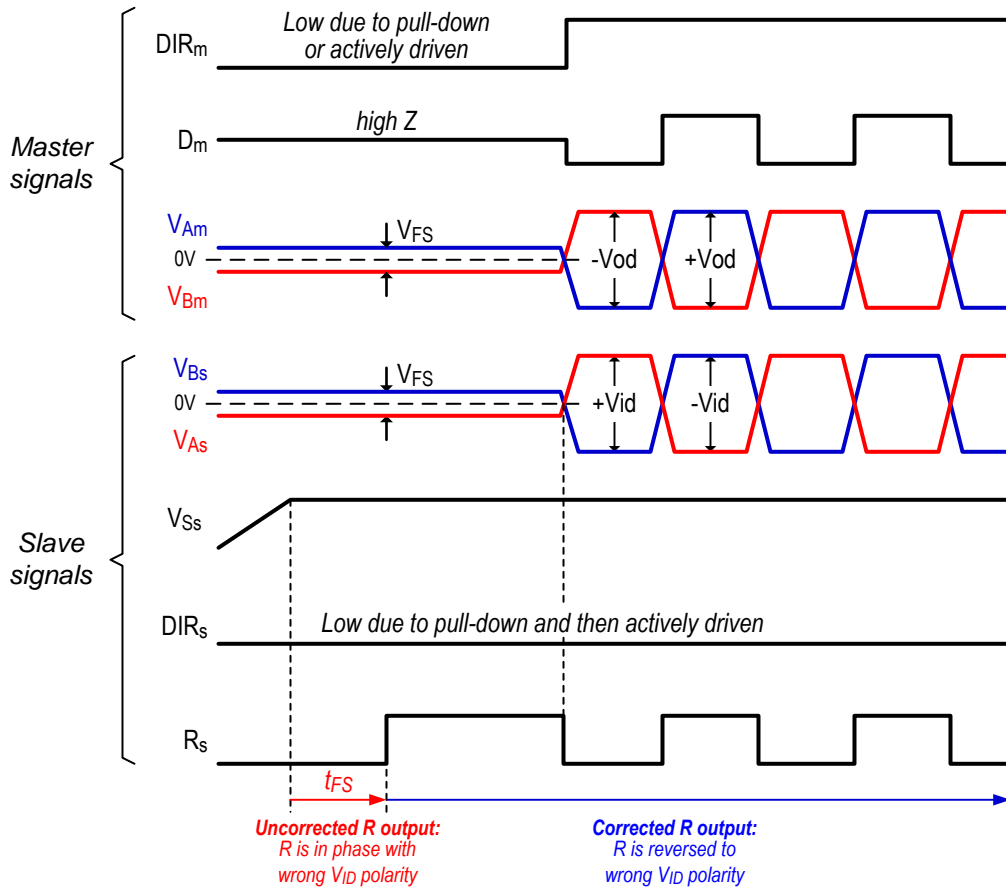 Low due to pull-down
or actively driven
DIRm
high Z
Dm
Master
signals
VAm
VFS
0V
-Vod
+Vod
VBm
VBs
VFS
0V
+Vid
-Vid
VAs
VSs
Slave
signals
Low due to pull-down and then actively driven
DIRs
Rs
tFS
Uncorrected R output:
R is in phase with
wrong VID polarity
Corrected R output:
R is reversed to
wrong VID polarity